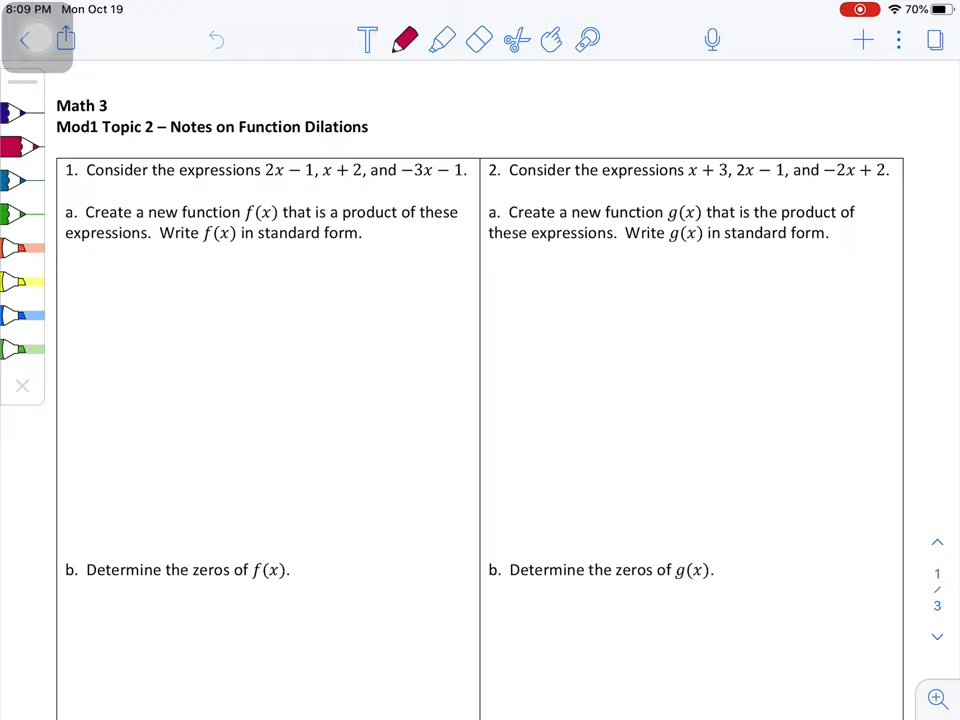 8:09 PM Mon Oct 19
70%
Math 3
Mod1 Topic 2 – Notes on Function Dilations
1. Consider the expressions 2x − 1, x + 2, and −3x − 1.
a. Create a new function f(x) that is a product of these
expressions. Write f(x) in standard form.
b. Determine the zeros of f(x).
2. Consider the expressions x + 3, 2x − 1, and −2x + 2.
a. Create a new function g(x) that is the product of
these expressions. Write g(x) in standard form.
b. Determine the zeros of g(x).
1
/
3